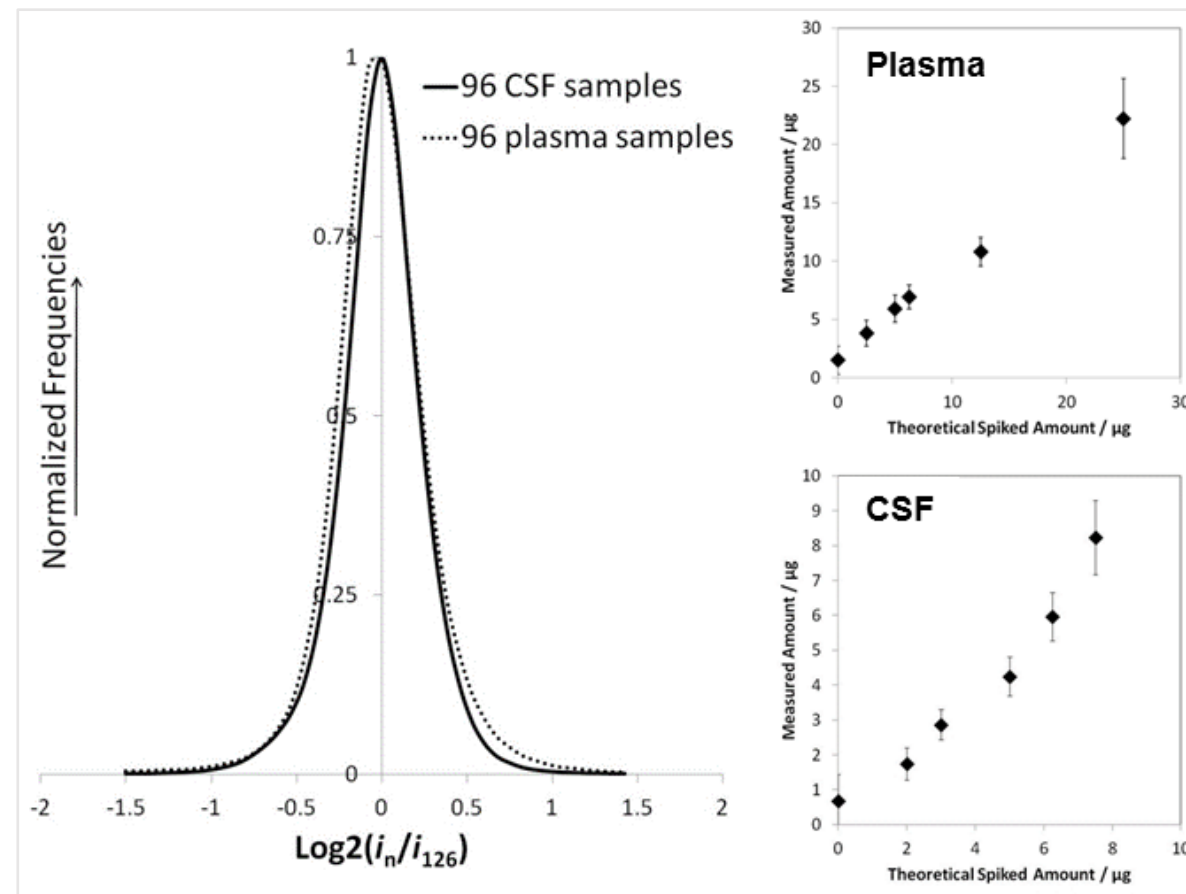 1
96 CSF samples
96 plasma samples
0.75
0.5
0.25
0
Normalized Frequencies
-2 -1.5 -1 -0.5 0 0.5 1 1.5 2
Log2(in/i126)
Plasma
30
25
20
15
10
5
0
Measured Amount / µg
0 10 20 30
Theoretical Spiked Amount / µg
CSF
10
9
8
7
6
5
4
3
2
1
0
Measured Amount / µg
0 2 4 6 8 10
Theoretical Spiked Amount / µg